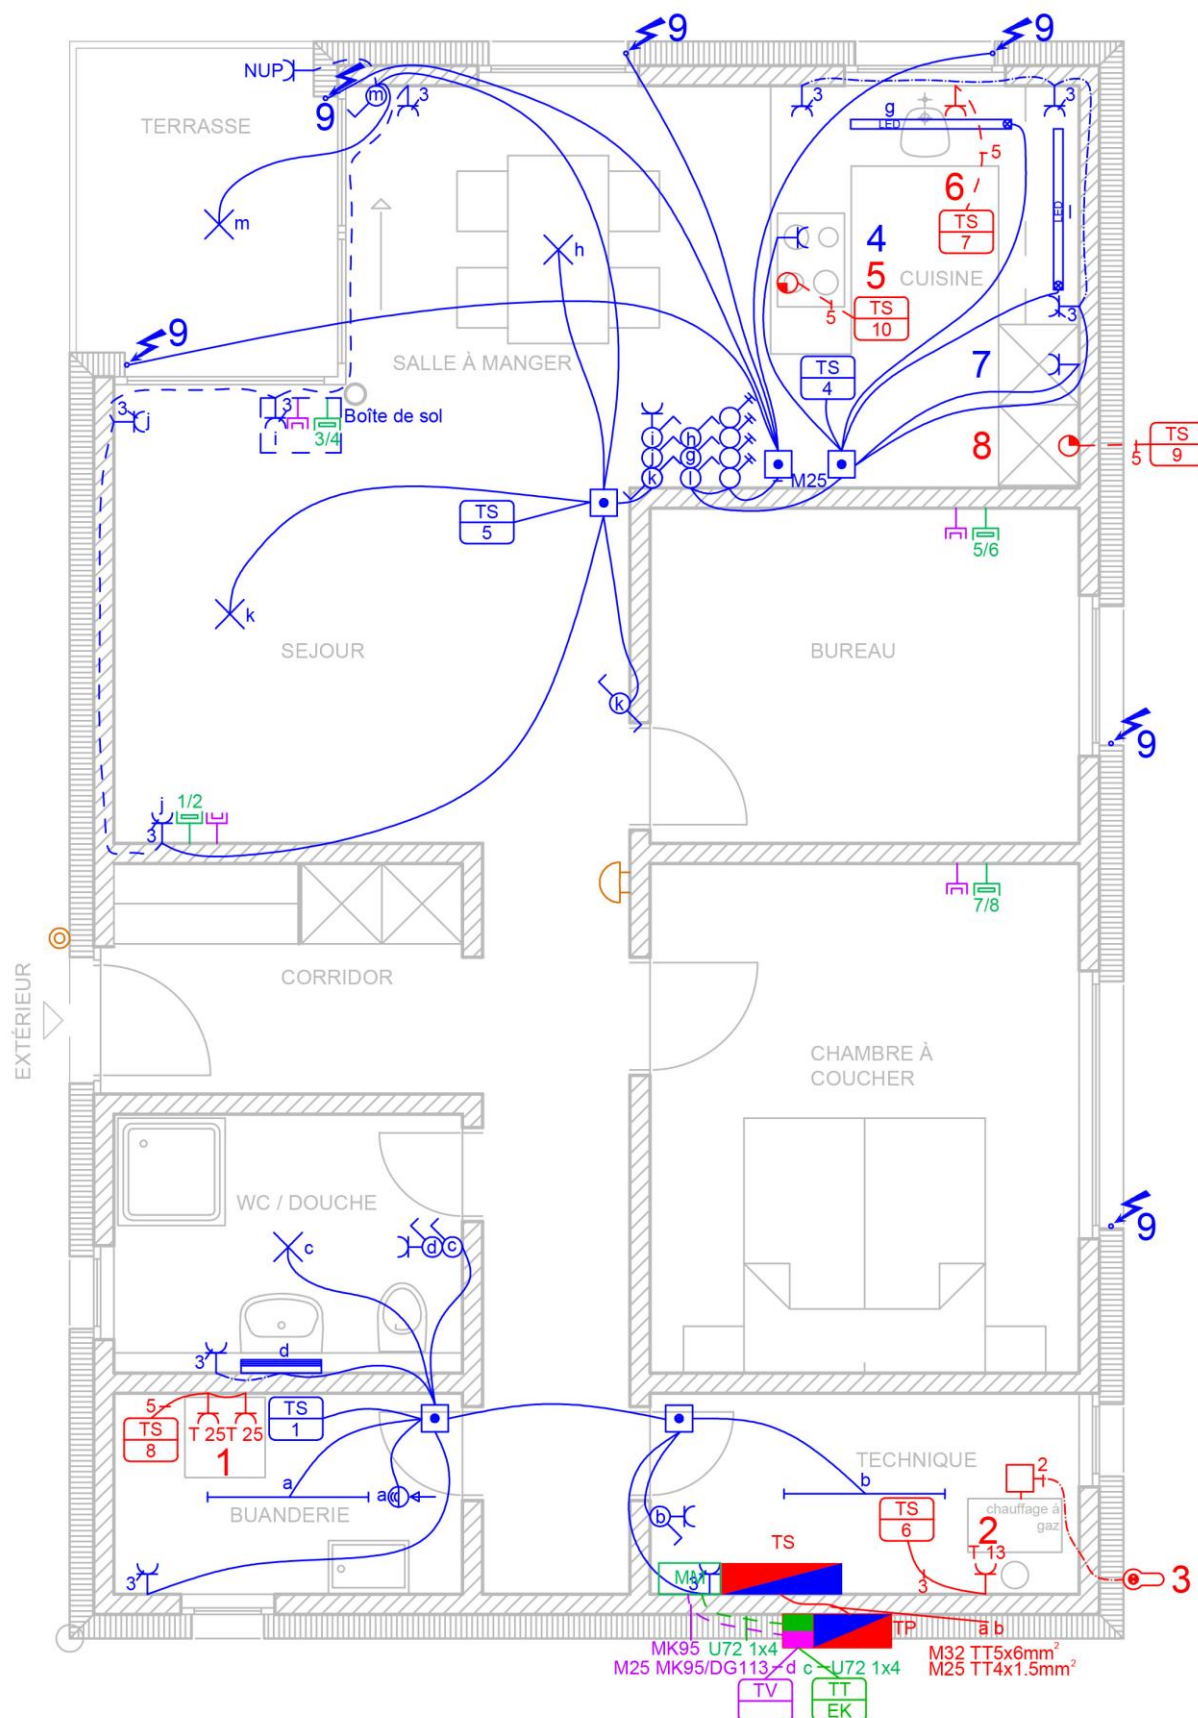 9
9
9
NUP
m
3
3
g
3
9
LED
TERRASSE
5
6
LED
l
m
h
4
TS
7
CUISINE
5
3
TS
10
5
9
SALLE À MANGER
7
TS
4
3
j
3
i
3/4
Boîte de sol
i
h
j
g
k
l
M25
8
5
TS
9
TS
5
5/6
k
SEJOUR
BUREAU
k
9
j
1/2
3
7/8
CORRIDOR
EXTÉRIEUR
CHAMBRE À
COUCHER
WC / DOUCHE
c
d
c
9
3
d
5
TS
8
T 25
T 25
1
TS
1
a
a
b
TECHNIQUE
2
BUANDERIE
b
TS
6
chauffage à
gaz
2
T 13
TS
3
MM
3
3
3
TP
a b
MK95
U72 1x4
M32 TT5x6mm²
M25 MK95/DG113
d
c
U72 1x4
M25 TT4x1.5mm²
TV
TT
EK